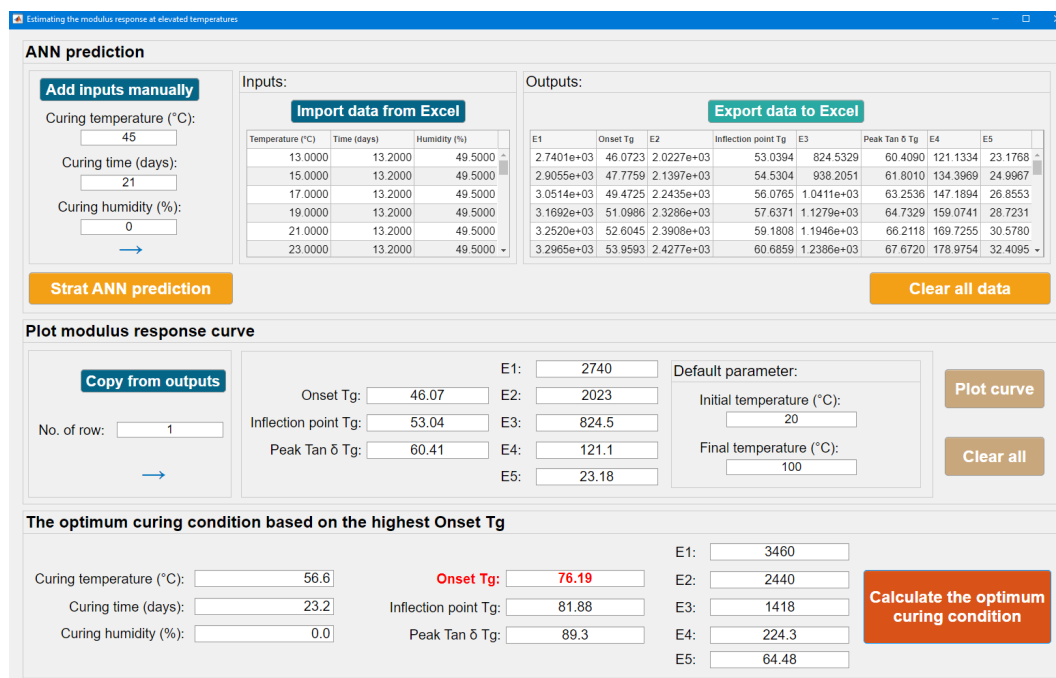 Estimating the modulus response at elevated temperatures
ANN prediction
Add inputs manually
Curing temperature (°C):
45
Curing time (days):
21
Curing humidity (%):
0
→
Inputs:
Import data from Excel
Temperature (°C) Time (days) Humidity (%)
13.0000 13.2000 49.5000
15.0000 13.2000 49.5000
17.0000 13.2000 49.5000
19.0000 13.2000 49.5000
21.0000 13.2000 49.5000
23.0000 13.2000 49.5000
Outputs:
Export data to Excel
E1 Onset Tg E2 Inflection point Tg E3 Peak Tan δ Tg E4 E5
2.7401e+03 46.0723 2.0227e+03 53.0394 824.5329 60.4090 121.1334 23.1768
2.9055e+03 47.7759 2.1397e+03 54.5304 938.2051 61.8010 134.3969 24.9967
3.0514e+03 49.4725 2.2435e+03 56.0765 1.0411e+03 63.2536 147.1894 26.8553
3.1692e+03 51.0986 2.3286e+03 57.6371 1.1279e+03 64.7329 159.0741 28.7231
3.2520e+03 52.6045 2.3908e+03 59.1808 1.1946e+03 66.2118 169.7255 30.5780
3.2965e+03 53.9593 2.4277e+03 60.6859 1.2386e+03 67.6720 178.9754 32.4095
Strat ANN prediction
Clear all data
Plot modulus response curve
Copy from outputs
No. of row: 1
→
Onset Tg: 46.07
Inflection point Tg: 53.04
Peak Tan δ Tg: 60.41
E1: 2740
E2: 2023
E3: 824.5
E4: 121.1
E5: 23.18
Default parameter:
Initial temperature (°C):
20
Final temperature (°C):
100
Plot curve
Clear all
The optimum curing condition based on the highest Onset Tg
Curing temperature (°C): 56.6
Curing time (days): 23.2
Curing humidity (%): 0.0
Onset Tg: 76.19
Inflection point Tg: 81.88
Peak Tan δ Tg: 89.3
E1: 3460
E2: 2440
E3: 1418
E4: 224.3
E5: 64.48
Calculate the optimum
curing condition